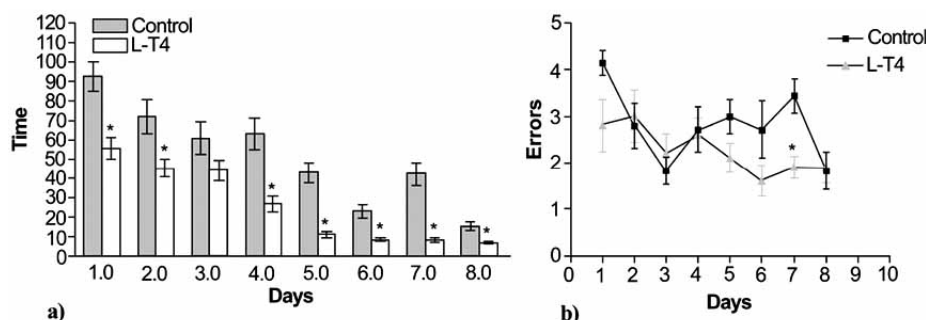 120
110
100
90
80
70
60
50
40
30
20
10
Time
Control
L-T4
* * * * * * *
1.0 2.0 3.0 4.0 5.0 6.0 7.0 8.0
Days
a)
5
4
3
2
1
0
Errors
Control
L-T4
*
0 1 2 3 4 5 6 7 8 9 10
Days
b)